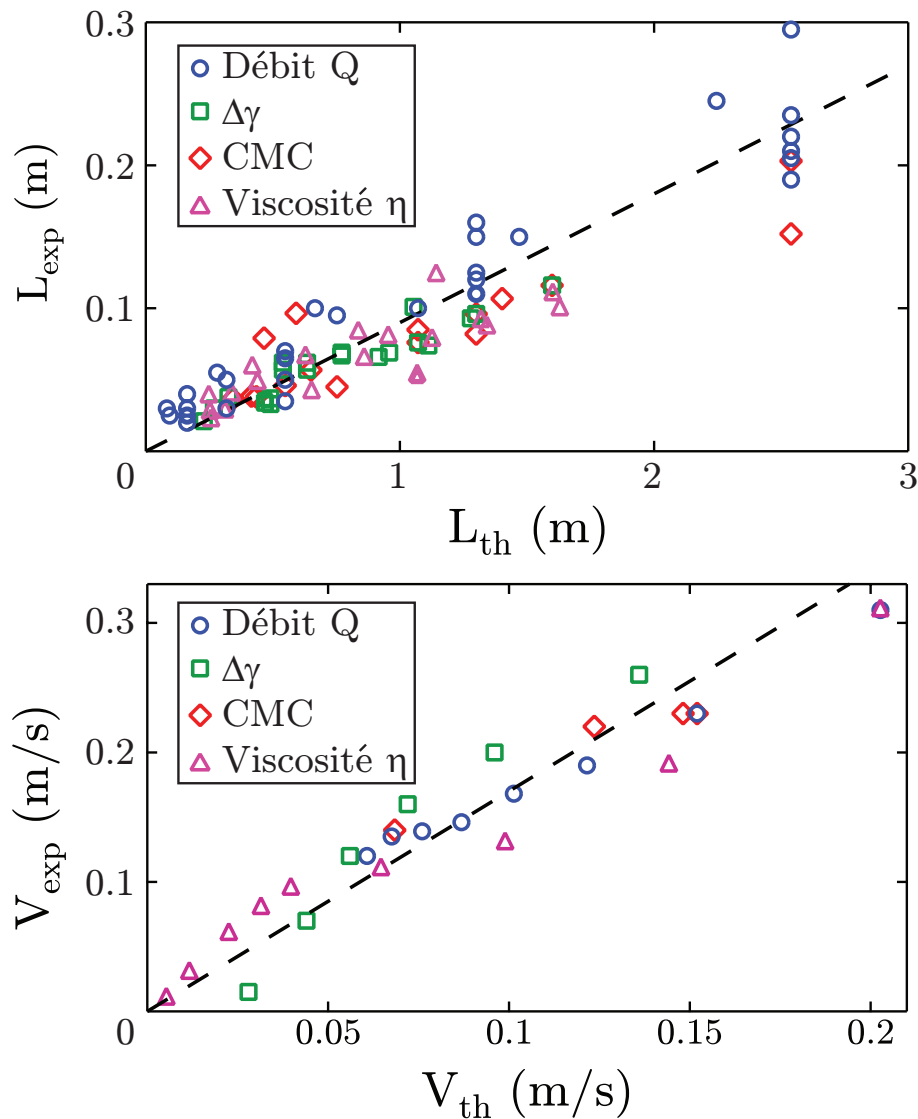 0.3
0.2
0.1
0
1
2
3
L_exp (m)
L_th (m)
Débit Q
Δγ
CMC
Viscosité η
0.3
0.2
0.1
0
0.05
0.1
0.15
0.2
V_exp (m/s)
V_th (m/s)
Débit Q
Δγ
CMC
Viscosité η